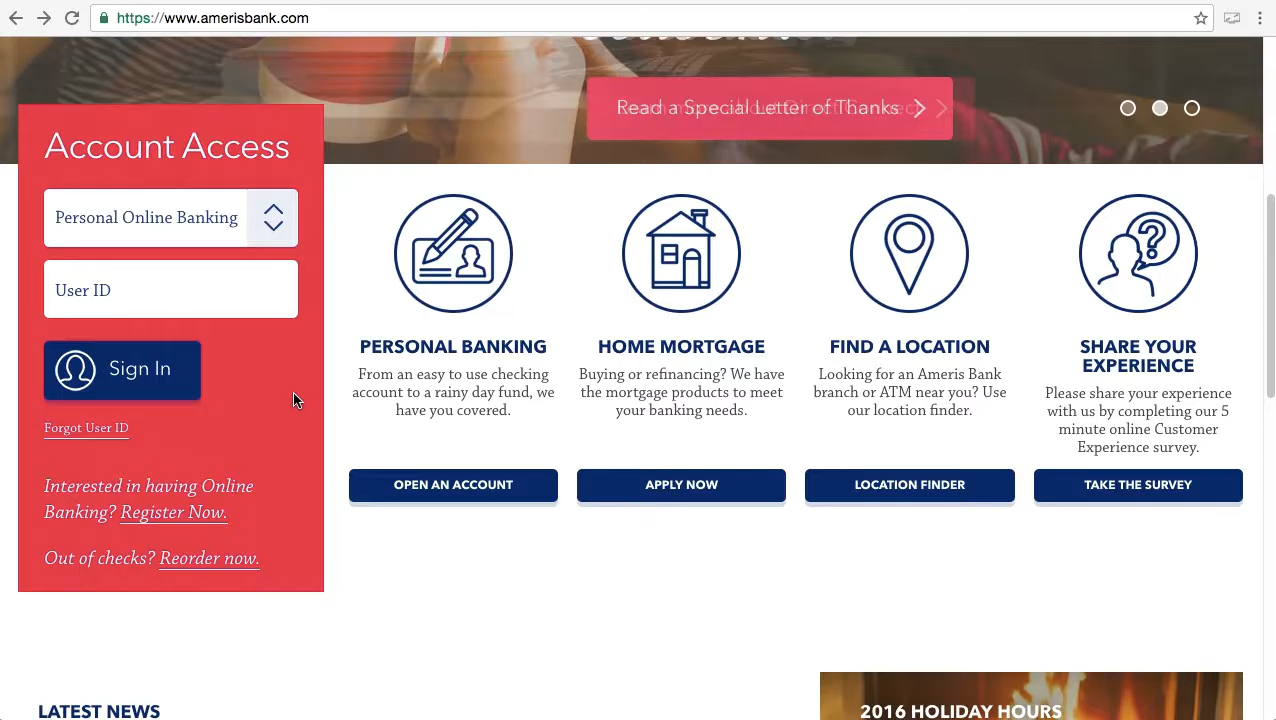 https://www.amerisbank.com
Read a Special Letter of Thanks
Account Access
Personal Online Banking
User ID
Sign In
Forgot User ID
Interested in having Online
Banking? Register Now.
Out of checks? Reorder now.
PERSONAL BANKING
From an easy to use checking
account to a rainy day fund, we
have you covered.
OPEN AN ACCOUNT
HOME MORTGAGE
Buying or refinancing? We have
the mortgage products to meet
your banking needs.
APPLY NOW
FIND A LOCATION
Looking for an Ameris Bank
branch or ATM near you? Use
our location finder.
LOCATION FINDER
SHARE YOUR
EXPERIENCE
Please share your experience
with us by completing our 5
minute online Customer
Experience survey.
TAKE THE SURVEY
LATEST NEWS
2016 HOLIDAY HOURS